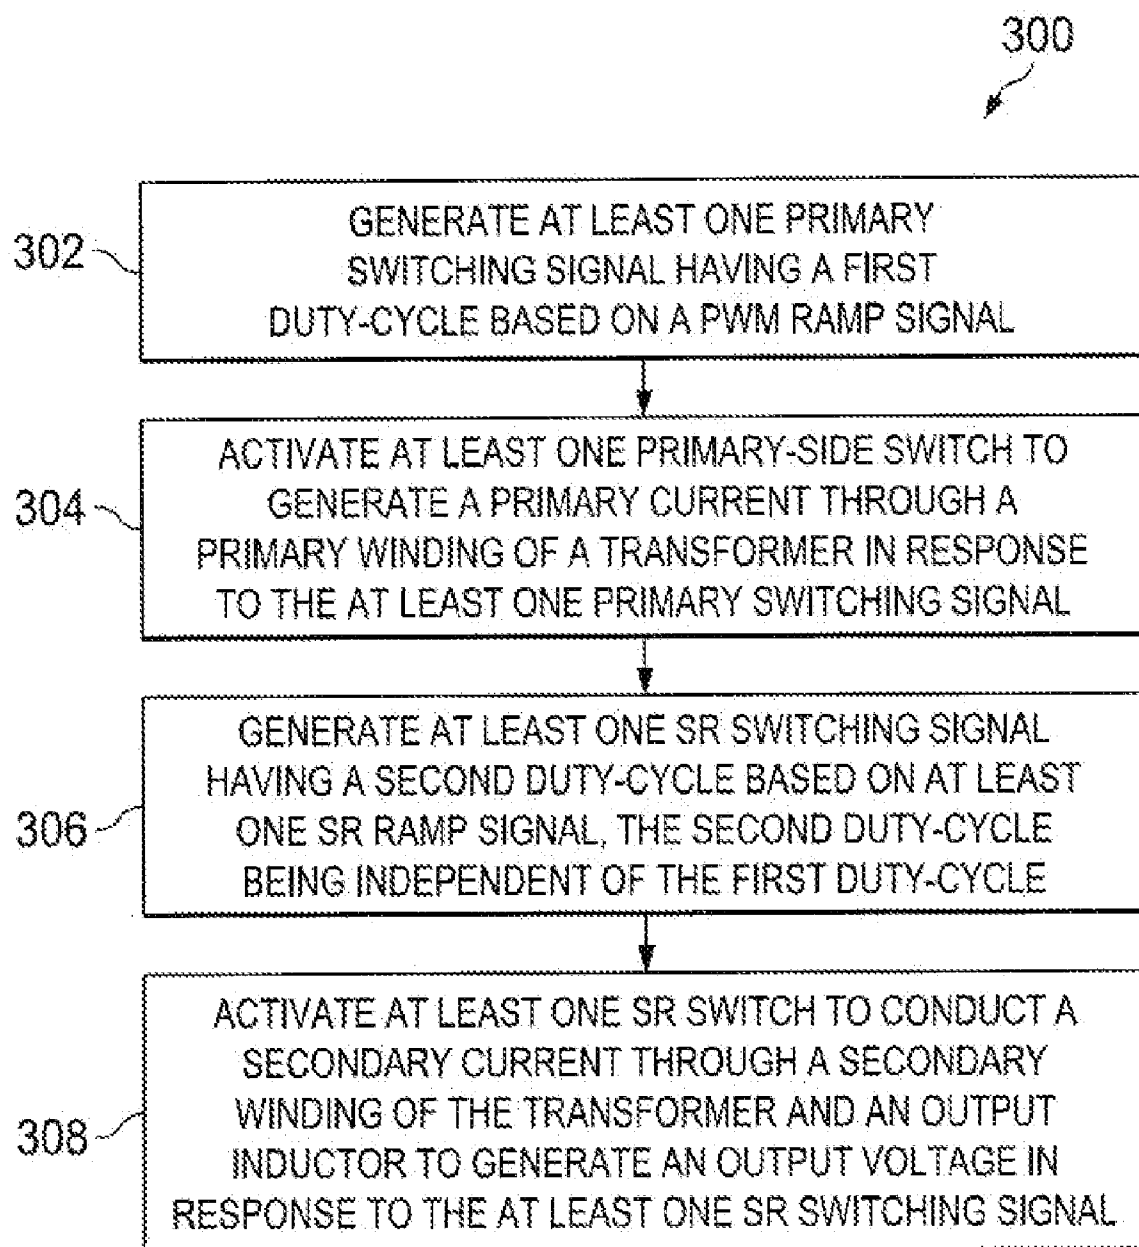 300
302
GENERATE AT LEAST ONE PRIMARY
SWITCHING SIGNAL HAVING A FIRST
DUTY-CYCLE BASED ON A PWM RAMP SIGNAL
304
ACTIVATE AT LEAST ONE PRIMARY-SIDE SWITCH TO
GENERATE A PRIMARY CURRENT THROUGH A
PRIMARY WINDING OF A TRANSFORMER IN RESPONSE
TO THE AT LEAST ONE PRIMARY SWITCHING SIGNAL
306
GENERATE AT LEAST ONE SR SWITCHING SIGNAL
HAVING A SECOND DUTY-CYCLE BASED ON AT LEAST
ONE SR RAMP SIGNAL, THE SECOND DUTY-CYCLE
BEING INDEPENDENT OF THE FIRST DUTY-CYCLE
308
ACTIVATE AT LEAST ONE SR SWITCH TO CONDUCT A
SECONDARY CURRENT THROUGH A SECONDARY
WINDING OF THE TRANSFORMER AND AN OUTPUT
INDUCTOR TO GENERATE AN OUTPUT VOLTAGE IN
RESPONSE TO THE AT LEAST ONE SR SWITCHING SIGNAL